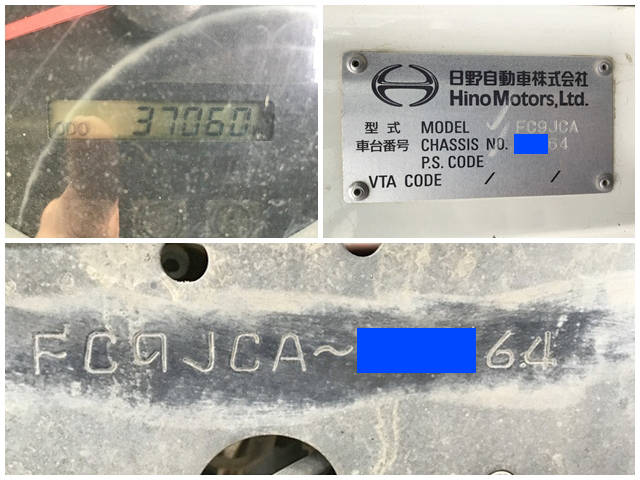 ODO 37060
日野自動車株式会社
Hino Motors, Ltd.
型式 MODEL FC9JCA
車台番号 CHASSIS NO. 64
P.S. CODE
VTA CODE / /
FC9JCA~ 64